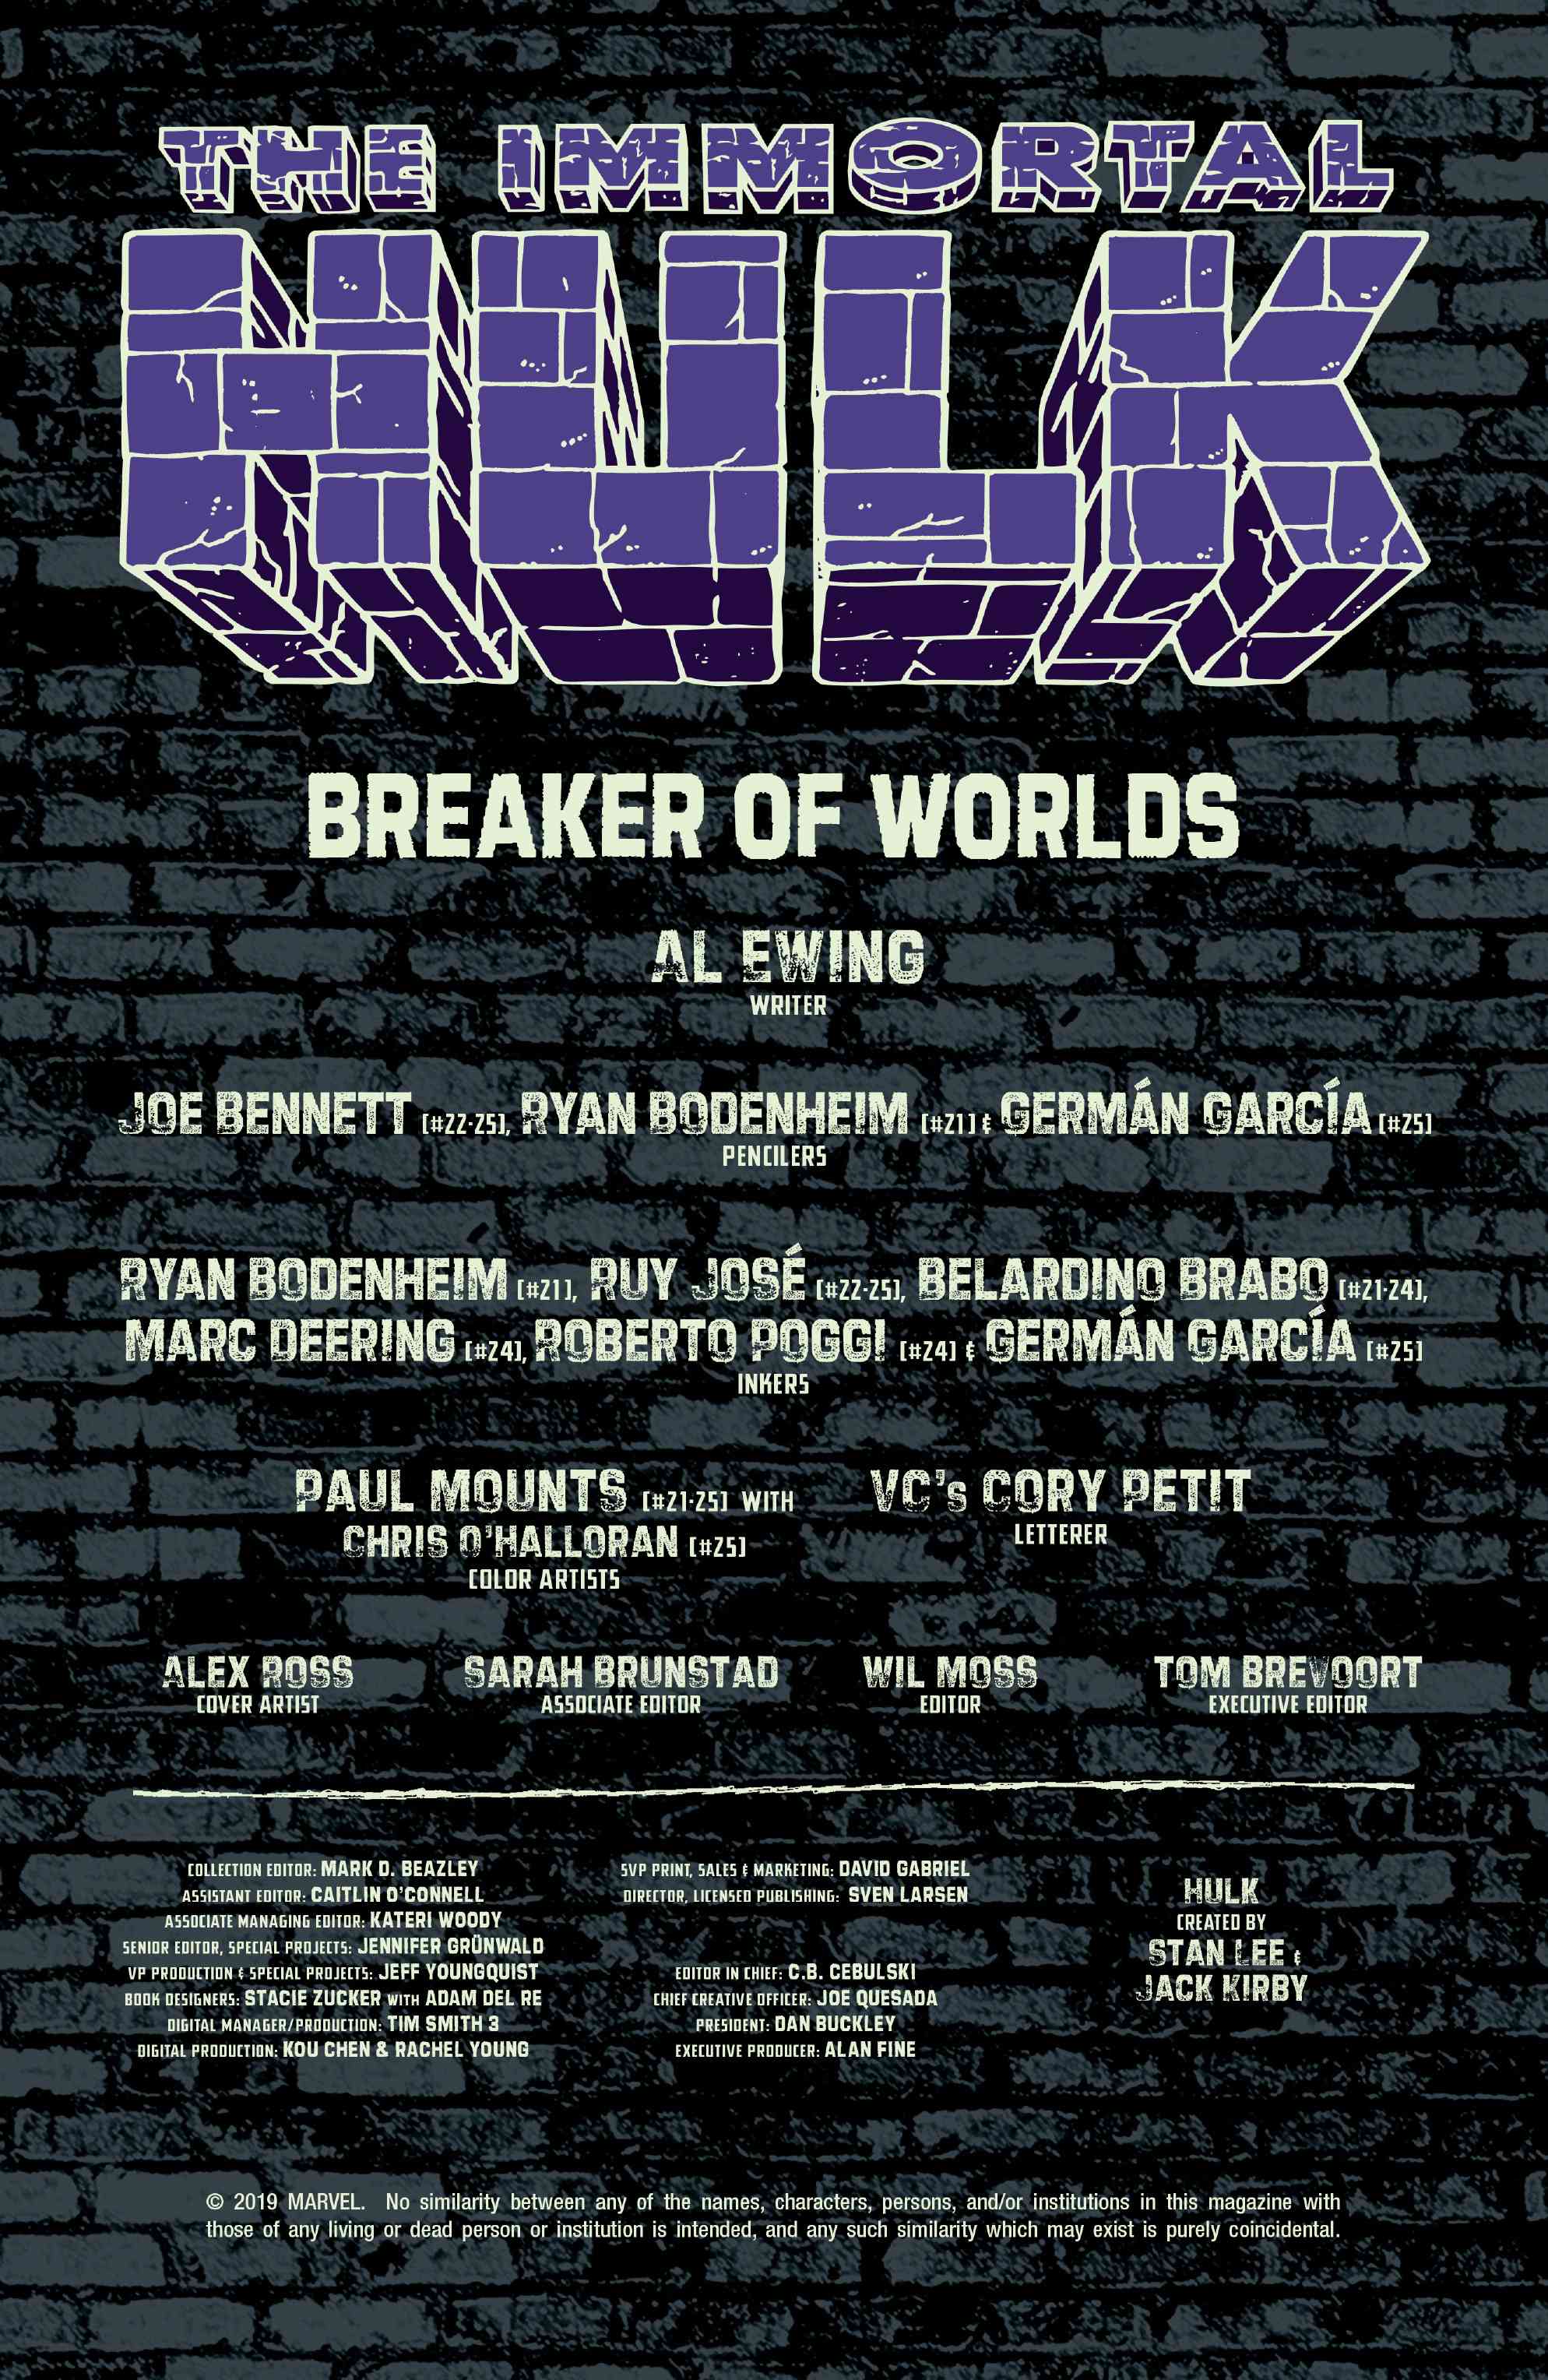 THE IMMORTAL
HULK
BREAKER OF WORLDS
AL EWING
WRITER
JOE BENNETT [#22-25], RYAN BODENHEIM [#21] & GERMÁN GARCÍA [#25]
PENCILERS
RYAN BODENHEIM [#21], RUY JOSÉ [#22-25], BELARDINO BRABO [#21-24],
MARC DEERING [#24], ROBERTO POGGI [#24] & GERMÁN GARCÍA [#25]
INKERS
PAUL MOUNTS [#21-25] WITH
CHRIS O'HALLORAN [#25]
COLOR ARTISTS
VC's CORY PETIT
LETTERER
ALEX ROSS
COVER ARTIST
SARAH BRUNSTAD
ASSOCIATE EDITOR
WIL MOSS
EDITOR
TOM BREVOORT
EXECUTIVE EDITOR
COLLECTION EDITOR: MARK D. BEAZLEY
ASSISTANT EDITOR: CAITLIN O'CONNELL
ASSOCIATE MANAGING EDITOR: KATERI WOODY
SENIOR EDITOR, SPECIAL PROJECTS: JENNIFER GRÜNWALD
VP PRODUCTION & SPECIAL PROJECTS: JEFF YOUNGQUIST
BOOK DESIGNERS: STACIE ZUCKER WITH ADAM DEL RE
DIGITAL MANAGER/PRODUCTION: TIM SMITH 3
DIGITAL PRODUCTION: KOU CHEN & RACHEL YOUNG
SVP PRINT, SALES & MARKETING: DAVID GABRIEL
DIRECTOR, LICENSED PUBLISHING: SVEN LARSEN
EDITOR IN CHIEF: C.B. CEBULSKI
CHIEF CREATIVE OFFICER: JOE QUESADA
PRESIDENT: DAN BUCKLEY
EXECUTIVE PRODUCER: ALAN FINE
HULK
CREATED BY
STAN LEE &
JACK KIRBY
© 2019 MARVEL. No similarity between any of the names, characters, persons, and/or institutions in this magazine with
those of any living or dead person or institution is intended, and any such similarity which may exist is purely coincidental.